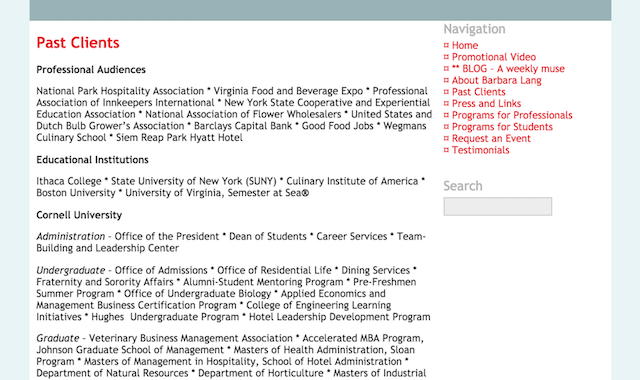 Past Clients
Professional Audiences
National Park Hospitality Association * Virginia Food and Beverage Expo * Professional
Association of Innkeepers International * New York State Cooperative and Experiential
Education Association * National Association of Flower Wholesalers * United States and
Dutch Bulb Grower's Association * Barclays Capital Bank * Good Food Jobs * Wegmans
Culinary School * Siem Reap Park Hyatt Hotel
Educational Institutions
Ithaca College * State University of New York (SUNY) * Culinary Institute of America *
Boston University * University of Virginia, Semester at Sea®
Cornell University
Administration – Office of the President * Dean of Students * Career Services * Team-
Building and Leadership Center
Undergraduate – Office of Admissions * Office of Residential Life * Dining Services *
Fraternity and Sorority Affairs * Alumni-Student Mentoring Program * Pre-Freshmen
Summer Program * Office of Undergraduate Biology * Applied Economics and
Management Business Certification Program * College of Engineering Learning
Initiatives * Hughes Undergraduate Program * Hotel Leadership Development Program
Graduate – Veterinary Business Management Association * Accelerated MBA Program,
Johnson Graduate School of Management * Masters of Health Administration, Sloan
Program * Masters of Management in Hospitality, School of Hotel Administration *
Department of Natural Resources * Department of Horticulture * Masters of Industrial
Navigation
¤ Home
¤ Promotional Video
¤ ** BLOG – A weekly muse
¤ About Barbara Lang
¤ Past Clients
¤ Press and Links
¤ Programs for Professionals
¤ Programs for Students
¤ Request an Event
¤ Testimonials
Search